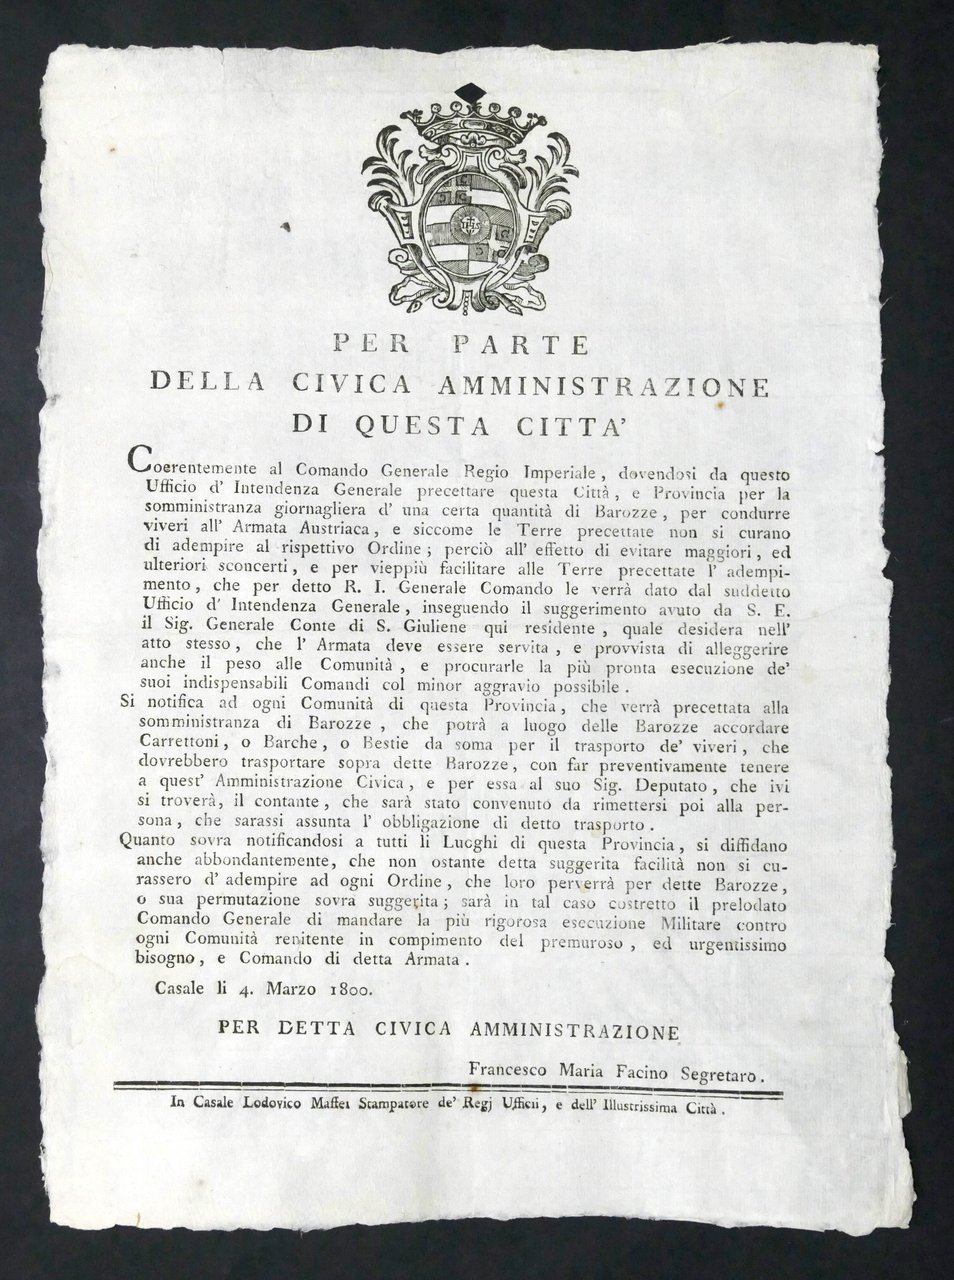 PER PARTE
DELLA CIVICA AMMINISTRAZIONE
DI QUESTA CITTA'
Coerentemente al Comando Generale Regio Imperiale, dovendosi da questo
Ufficio d' Intendenza Generale precettare questa Città, e Provincia per la
somministranza giornagliera d' una certa quantità di Barozze, per condurre
viveri all' Armata Austriaca, e siccome le Terre precettate non si curano
di adempire al rispettivo Ordine; perciò all' effetto di evitare maggiori, ed
ulteriori sconcerti, e per vieppiù facilitare alle Terre precettate l' adempi-
mento, che per detto R. I. Generale Comando le verrà dato dal suddetto
Ufficio d' Intendenza Generale, inseguendo il suggerimento avuto da S. E.
il Sig. Generale Conte di S. Giuliene qui residente, quale desidera nell'
atto stesso, che l' Armata deve essere servita, e provvista di alleggerire
anche il peso alle Comunità, e procurarle la più pronta esecuzione de'
suoi indispensabili Comandi col minor aggravio possibile.
Si notifica ad ogni Comunità di questa Provincia, che verrà precettata alla
somministranza di Barozze, che potrà a luogo delle Barozze accordare
Carrettoni, o Barche, o Bestie da soma per il trasporto de' viveri, che
dovrebbero trasportare sopra dette Barozze, con far preventivamente tenere
a quest' Amministrazione Civica, e per essa al suo Sig. Deputato, che ivi
si troverà, il contante, che sarà stato convenuto da rimettersi poi alla per-
sona, che sarassi assunta l' obbligazione di detto trasporto.
Quanto sovra notificandosi a tutti li Luoghi di questa Provincia, si diffidano
anche abbondantemente, che non ostante detta suggerita facilità non si cu-
rassero d' adempire ad ogni Ordine, che loro perverrà per dette Barozze,
o sua permutazione sovra suggerita; sarà in tal caso costretto il prelodato
Comando Generale di mandare la più rigorosa esecuzione Militare contro
ogni Comunità renitente in compimento del premuroso, ed urgentissimo
bisogno, e Comando di detta Armata.
Casale li 4. Marzo 1800.
PER DETTA CIVICA AMMINISTRAZIONE
Francesco Maria Facino Segretaro.
In Casale Lodovico Maffei Stampatore de' Regj Ufficii, e dell' Illustrissima Città.